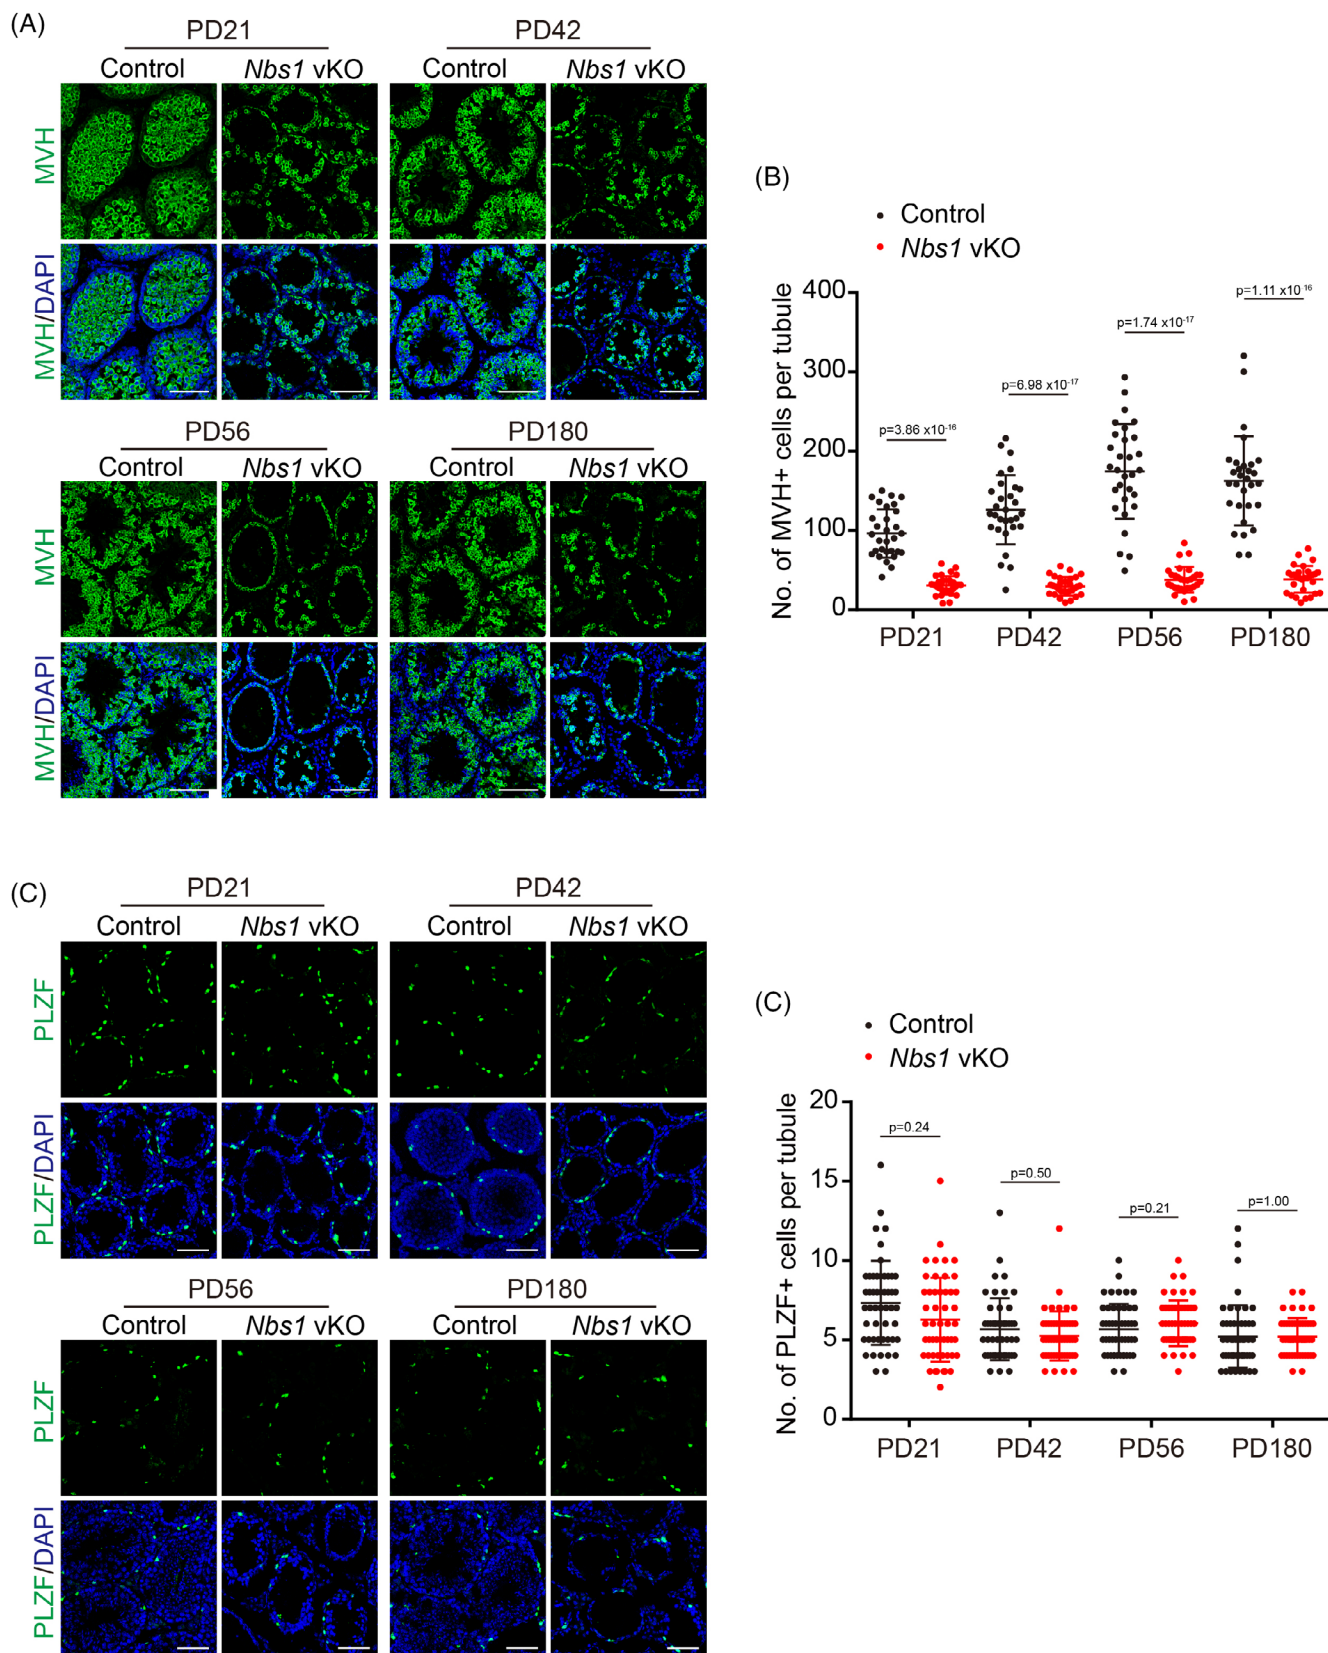 (A)
PD21 PD42
Control Nbs1 vKO Control Nbs1 vKO
MVH
MVH/DAPI
PD56 PD180
Control Nbs1 vKO Control Nbs1 vKO
MVH
MVH/DAPI
(B)
Control
Nbs1 vKO
No. of MVH+ cells per tubule
400
300
200
100
0
p=3.86 x10-16
p=6.98 x10-17
p=1.74 x10-17
p=1.11 x10-16
PD21 PD42 PD56 PD180
(C)
PD21 PD42
Control Nbs1 vKO Control Nbs1 vKO
PLZF
PLZF/DAPI
PD56 PD180
Control Nbs1 vKO Control Nbs1 vKO
PLZF
PLZF/DAPI
(C)
Control
Nbs1 vKO
No. of PLZF+ cells per tubule
20
15
10
5
0
p=0.24
p=0.50
p=0.21
p=1.00
PD21 PD42 PD56 PD180